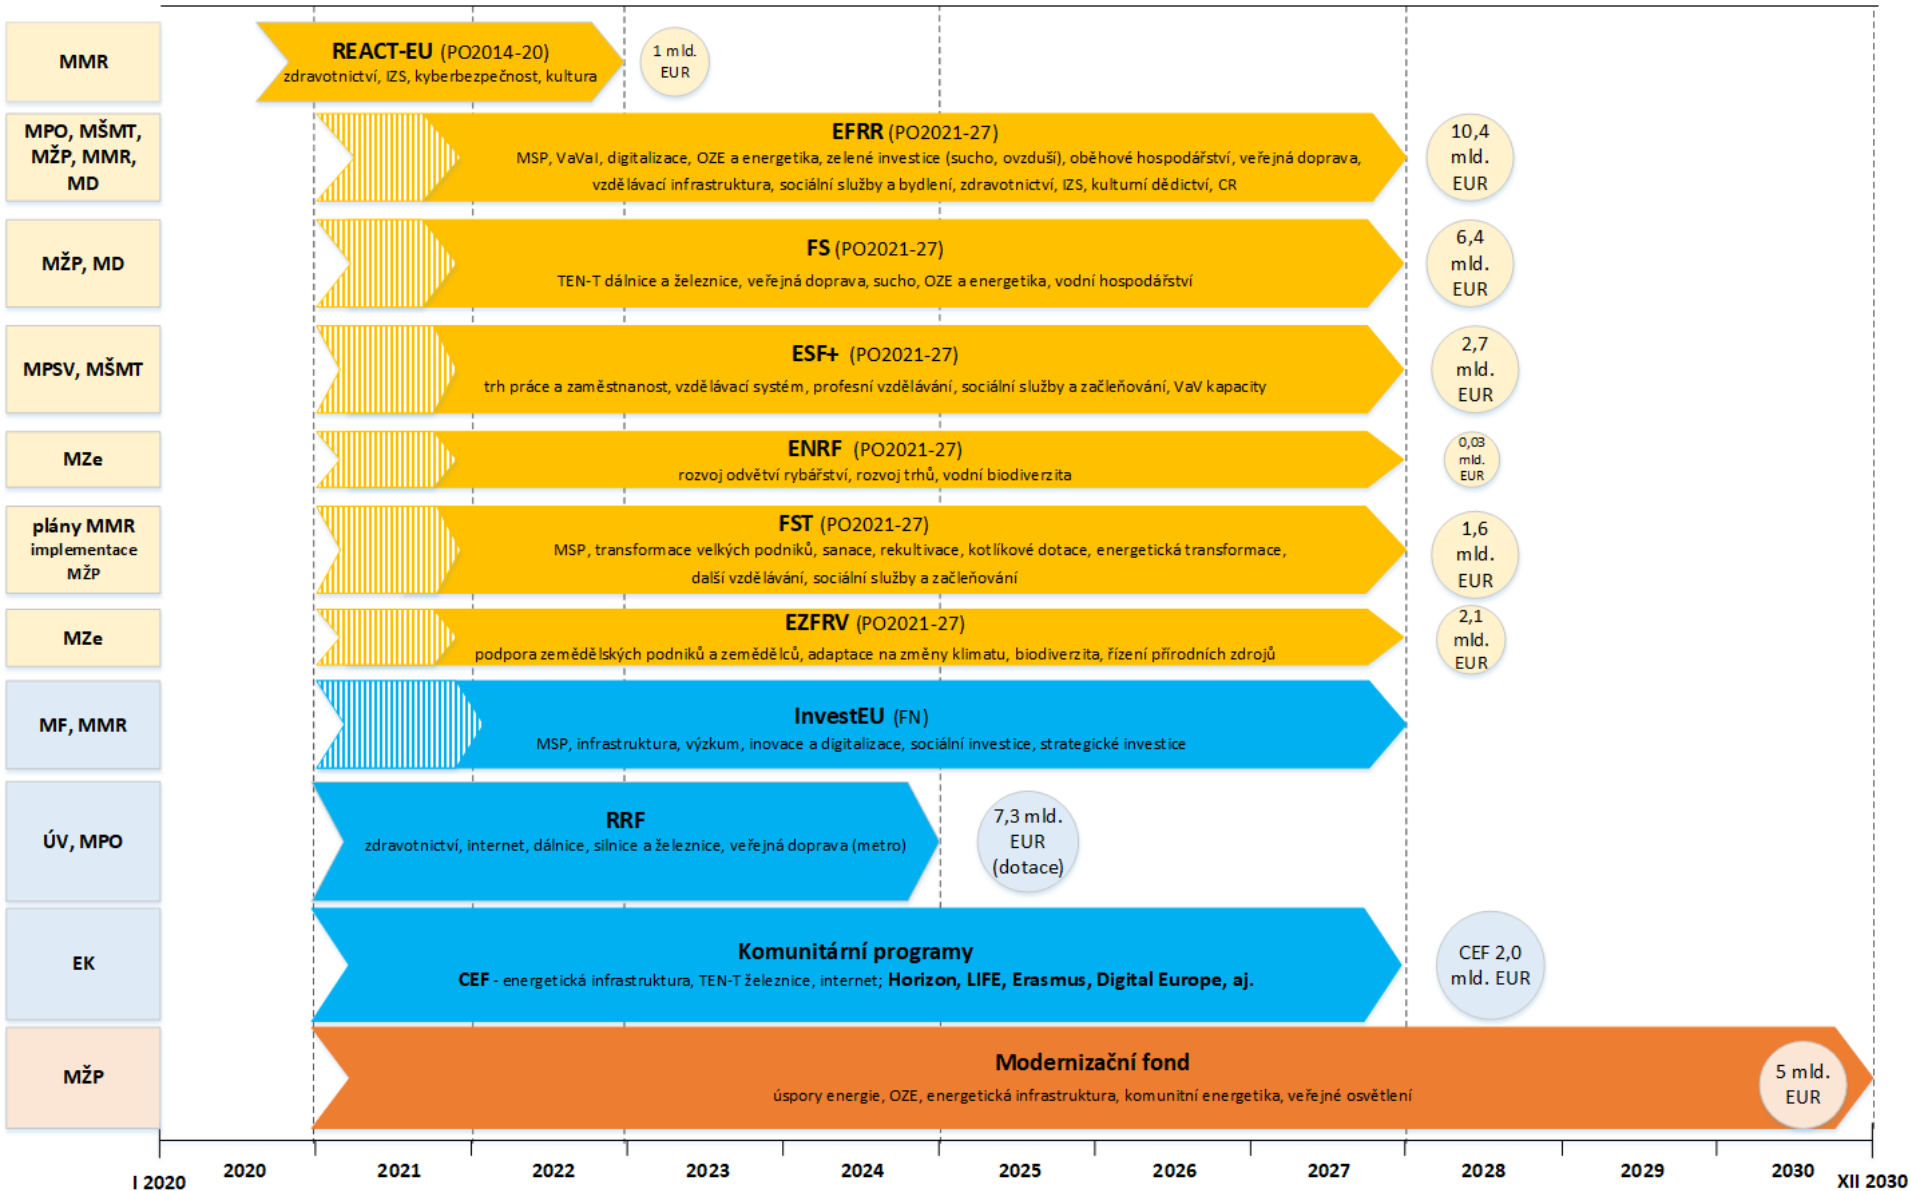 MMR
REACT-EU (PO2014-20)
zdravotnictví, IZS, kyberbezpečnost, kultura
1 mld.
EUR
MPO, MŠMT,
MŽP, MMR,
MD
EFRR (PO2021-27)
MSP, VaVaI, digitalizace, OZE a energetika, zelené investice (sucho, ovzduší), oběhové hospodářství, veřejná doprava,
vzdělávací infrastruktura, sociální služby a bydlení, zdravotnictví, IZS, kulturní dědictví, CR
10,4
mld.
EUR
MŽP, MD
FS (PO2021-27)
TEN-T dálnice a železnice, veřejná doprava, sucho, OZE a energetika, vodní hospodářství
6,4
mld.
EUR
MPSV, MŠMT
ESF+ (PO2021-27)
trh práce a zaměstnanost, vzdělávací systém, profesní vzdělávání, sociální služby a začleňování, VaV kapacity
2,7
mld.
EUR
MZe
ENRF (PO2021-27)
rozvoj odvětví rybářství, rozvoj trhů, vodní biodiverzita
0,03
mld.
EUR
plány MMR
implementace
MŽP
FST (PO2021-27)
MSP, transformace velkých podniků, sanace, rekultivace, kotlíkové dotace, energetická transformace,
další vzdělávání, sociální služby a začleňování
1,6
mld.
EUR
MZe
EZFRV (PO2021-27)
podpora zemědělských podniků a zemědělců, adaptace na změny klimatu, biodiverzita, řízení přírodních zdrojů
2,1
mld.
EUR
MF, MMR
InvestEU (FN)
MSP, infrastruktura, výzkum, inovace a digitalizace, sociální investice, strategické investice
ÚV, MPO
RRF
zdravotnictví, internet, dálnice, silnice a železnice, veřejná doprava (metro)
7,3 mld.
EUR
(dotace)
EK
Komunitární programy
CEF - energetická infrastruktura, TEN-T železnice, internet; Horizon, LIFE, Erasmus, Digital Europe, aj.
CEF 2,0
mld. EUR
MŽP
Modernizační fond
úspory energie, OZE, energetická infrastruktura, komunitní energetika, veřejné osvětlení
5 mld.
EUR
2020 2021 2022 2023 2024 2025 2026 2027 2028 2029 2030
I 2020 XII 2030